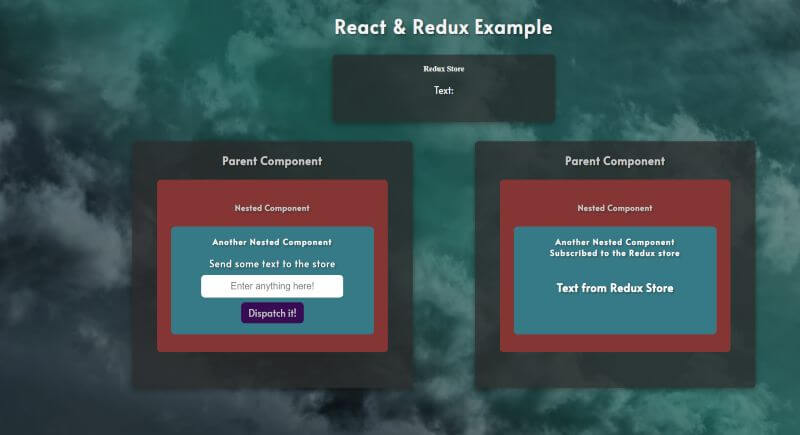 React & Redux Example
Redux Store
Text:
Parent Component
Nested Component
Another Nested Component
Send some text to the store
Enter anything here!
Dispatch it!
Parent Component
Nested Component
Another Nested Component
Subscribed to the Redux store
Text from Redux Store